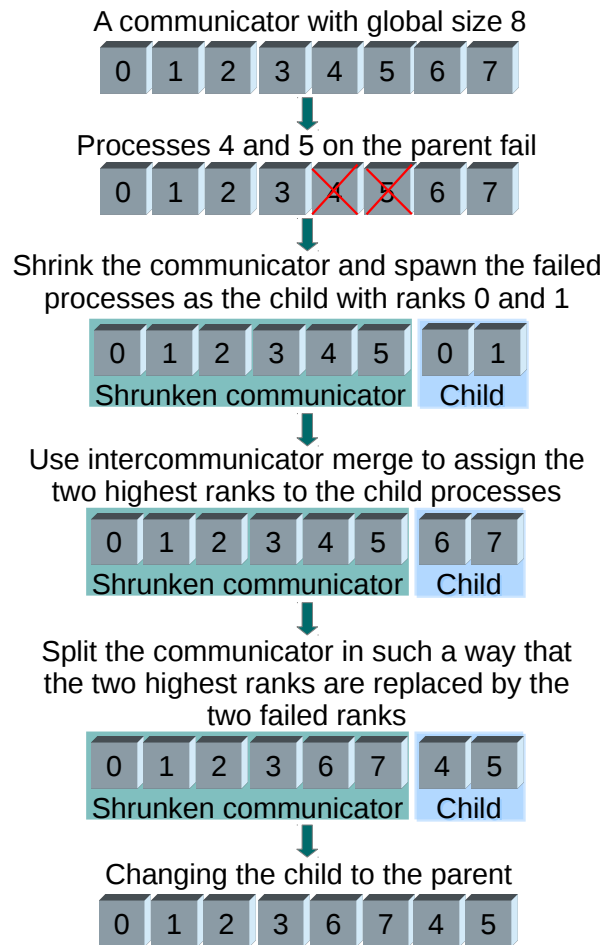 A communicator with global size 8
0 1 2 3 4 5 6 7
Processes 4 and 5 on the parent fail
0 1 2 3 4 5 6 7
Shrink the communicator and spawn the failed
processes as the child with ranks 0 and 1
0 1 2 3 4 5 0 1
Shrunken communicator Child
Use intercommunicator merge to assign the
two highest ranks to the child processes
0 1 2 3 4 5 6 7
Shrunken communicator Child
Split the communicator in such a way that
the two highest ranks are replaced by the
two failed ranks
0 1 2 3 6 7 4 5
Shrunken communicator Child
Changing the child to the parent
0 1 2 3 6 7 4 5